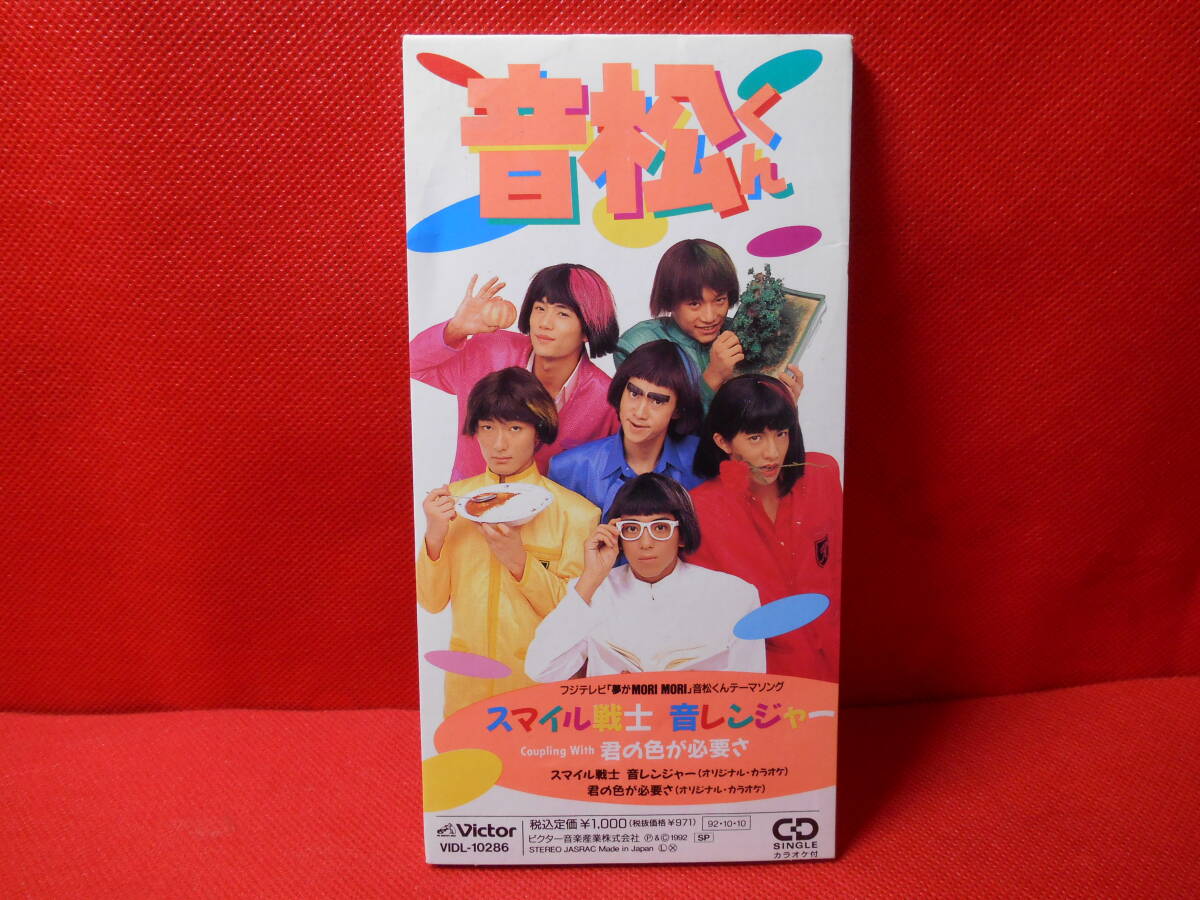 音松くん
フジテレビ「夢がMORI MORI」音松くんテーマソング
スマイル戦士 音レンジャー
Coupling With 君の色が必要さ
スマイル戦士 音レンジャー(オリジナル・カラオケ)
君の色が必要さ(オリジナル・カラオケ)
Victor
VIDL-10286
税込定価¥1,000(税抜価格¥971) 92・10・10
ビクター音楽産業株式会社 Ⓟ&Ⓒ1992 SP
STEREO JASRAC Made in Japan Ⓛ Ⓧ
CD
SINGLE
カラオケ付